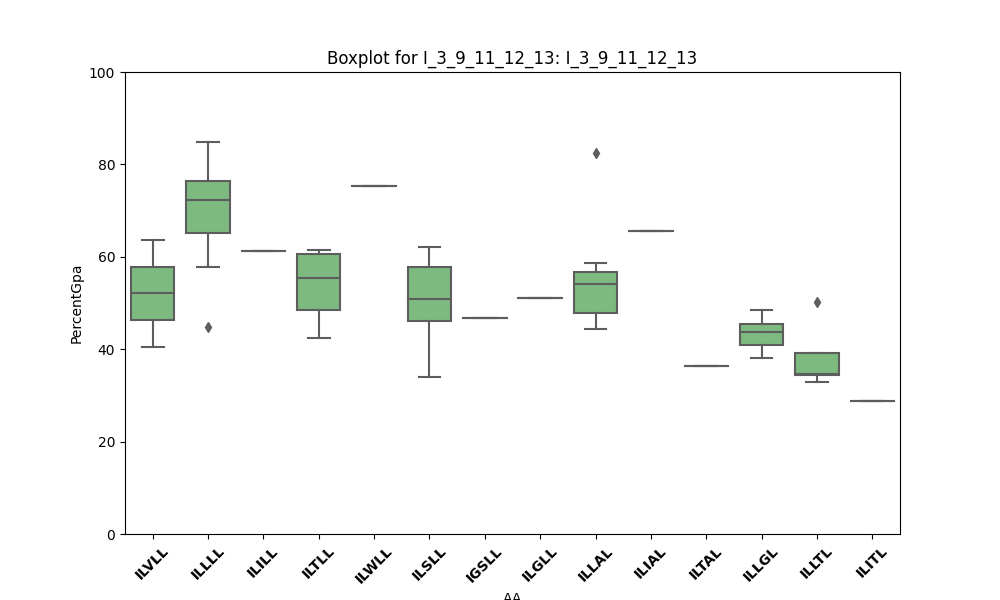 Boxplot for I_3_9_11_12_13: I_3_9_11_12_13
100
80
60
40
20
0
PercentGpa
ILVLL
ILLLL
ILILL
ILTLL
ILWLL
ILSLL
IGSLL
ILGLL
ILLAL
ILIAL
ILTAL
ILLGL
ILLTL
ILITL
AA